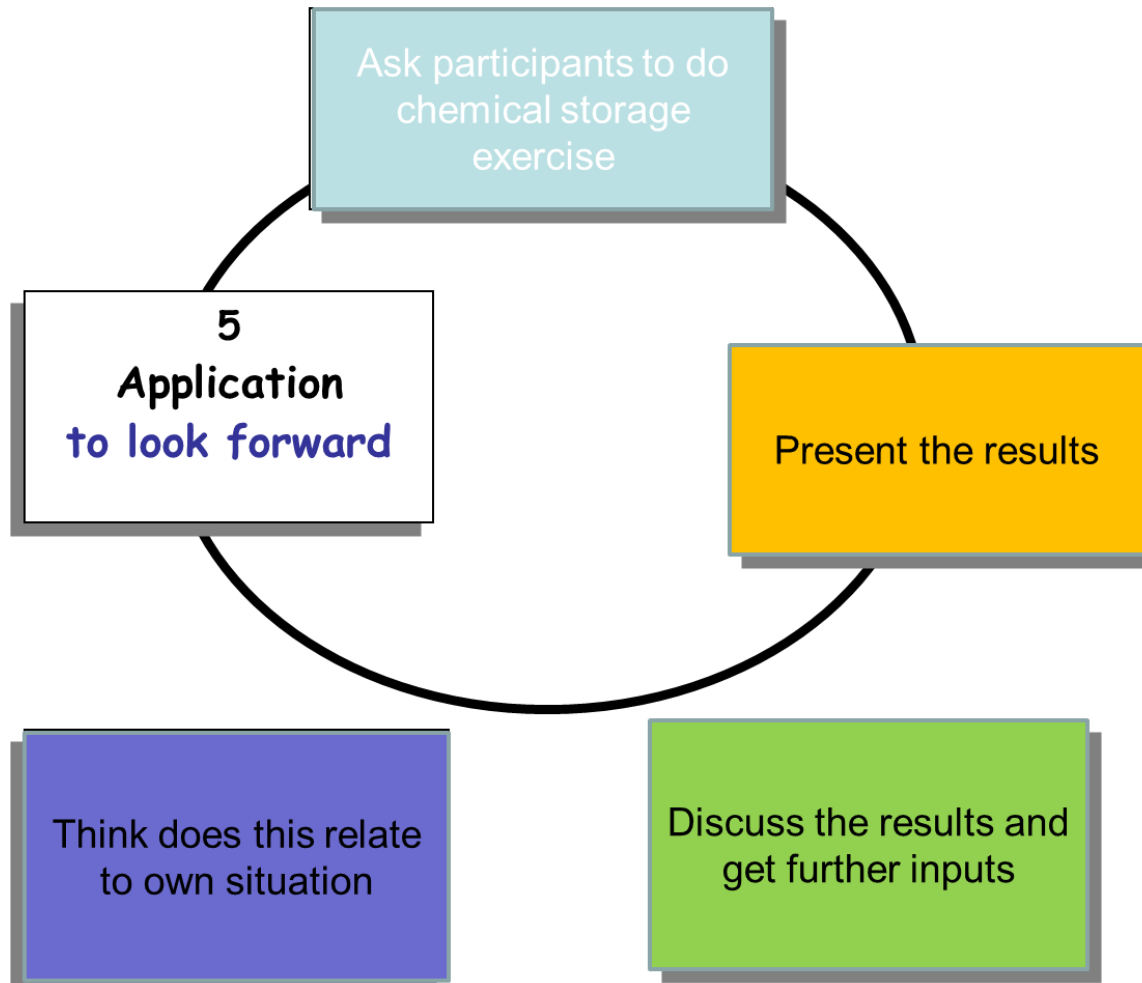 Ask participants to do
chemical storage
exercise
5
Application
to look forward
Present the results
Think does this relate
to own situation
Discuss the results and
get further inputs